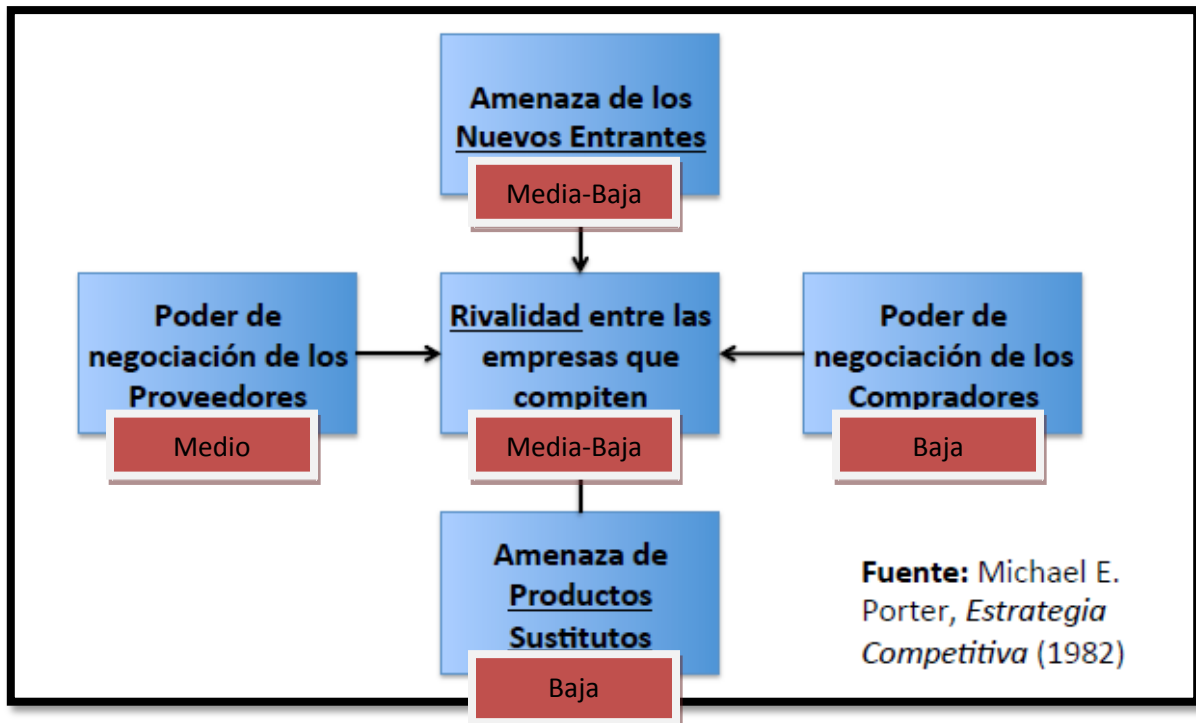 Amenaza de los
Nuevos Entrantes
Media-Baja
Poder de
negociación de los
Proveedores
Medio
Rivalidad entre las
empresas que
compiten
Media-Baja
Poder de
negociación de los
Compradores
Baja
Amenaza de
Productos
Sustitutos
Baja
Fuente: Michael E.
Porter, Estrategia
Competitiva (1982)